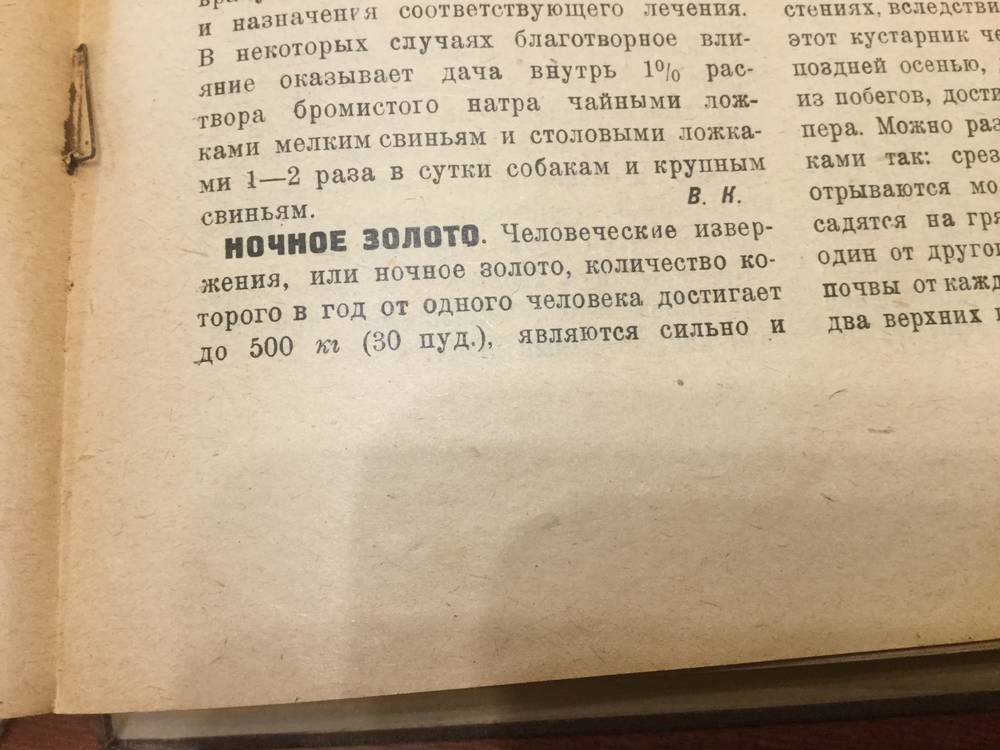 и назначения соответствующего лечения.
В некоторых случаях благотворное вли-
яние оказывает дача внутрь 1% рас-
твора бромистого натра чайными лож-
ками мелким свиньям и столовыми ложка-
ми 1—2 раза в сутки собакам и крупным
свиньям.
В. К.
НОЧНОЕ ЗОЛОТО. Человеческие извер-
жения, или ночное золото, количество ко-
торого в год от одного человека достигает
до 500 кг (30 пуд.), являются сильно и
стениях, вследстви
этот кустарник че
поздней осенью,
из побегов, дости
пера. Можно раз
ками так: срез
отрываются мо
садятся на гря
один от друго
почвы от кажд
два верхних